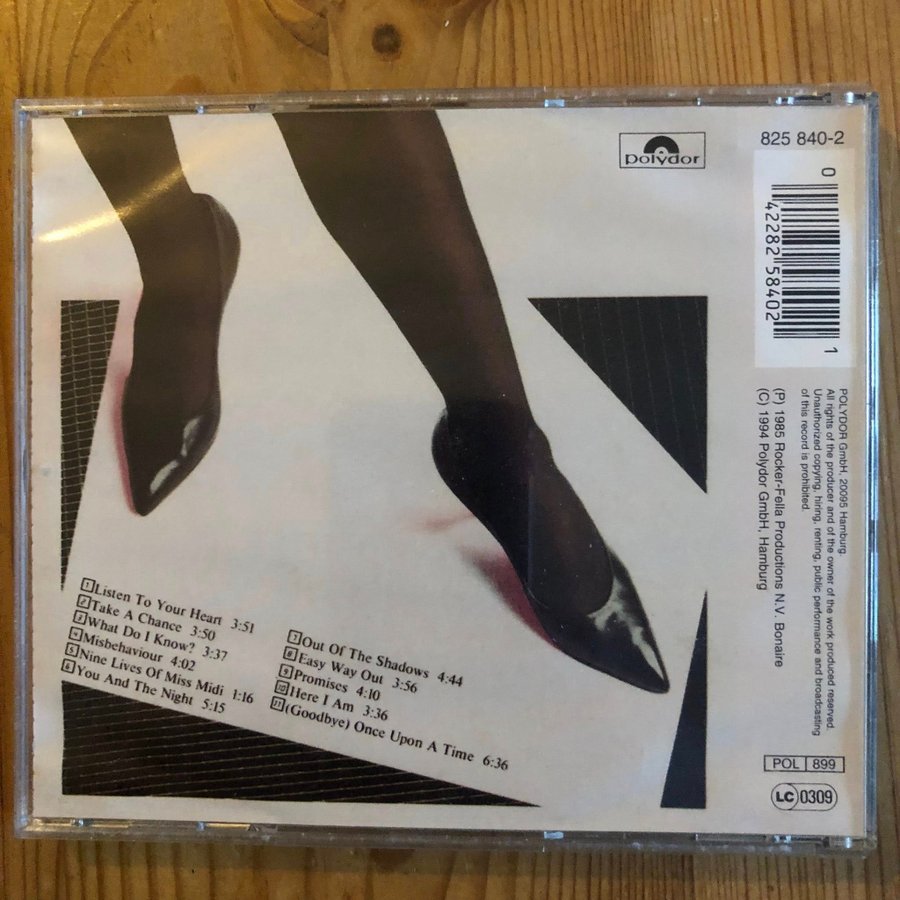 polydor
825 840-2
0 42282 58402 1
POLYDOR GmbH, 20095 Hamburg.
All rights of the producer and of the owner of the work produced reserved.
Unauthorized copying, hiring, renting, public performance and broadcasting
of this record is prohibited.
(P) 1985 Rocker-Fella Productions N.V. Bonaire
(C) 1994 Polydor GmbH, Hamburg
1 Listen To Your Heart 3:51
2 Take A Chance 3:50
3 What Do I Know? 3:37
4 Misbehaviour 4:02
5 Nine Lives Of Miss Midi 1:16
6 You And The Night 5:15
7 Out Of The Shadows 4:44
8 Easy Way Out 3:56
9 Promises 4:10
10 Here I Am 3:36
11 (Goodbye) Once Upon A Time 6:36
POL 899
LC 0309